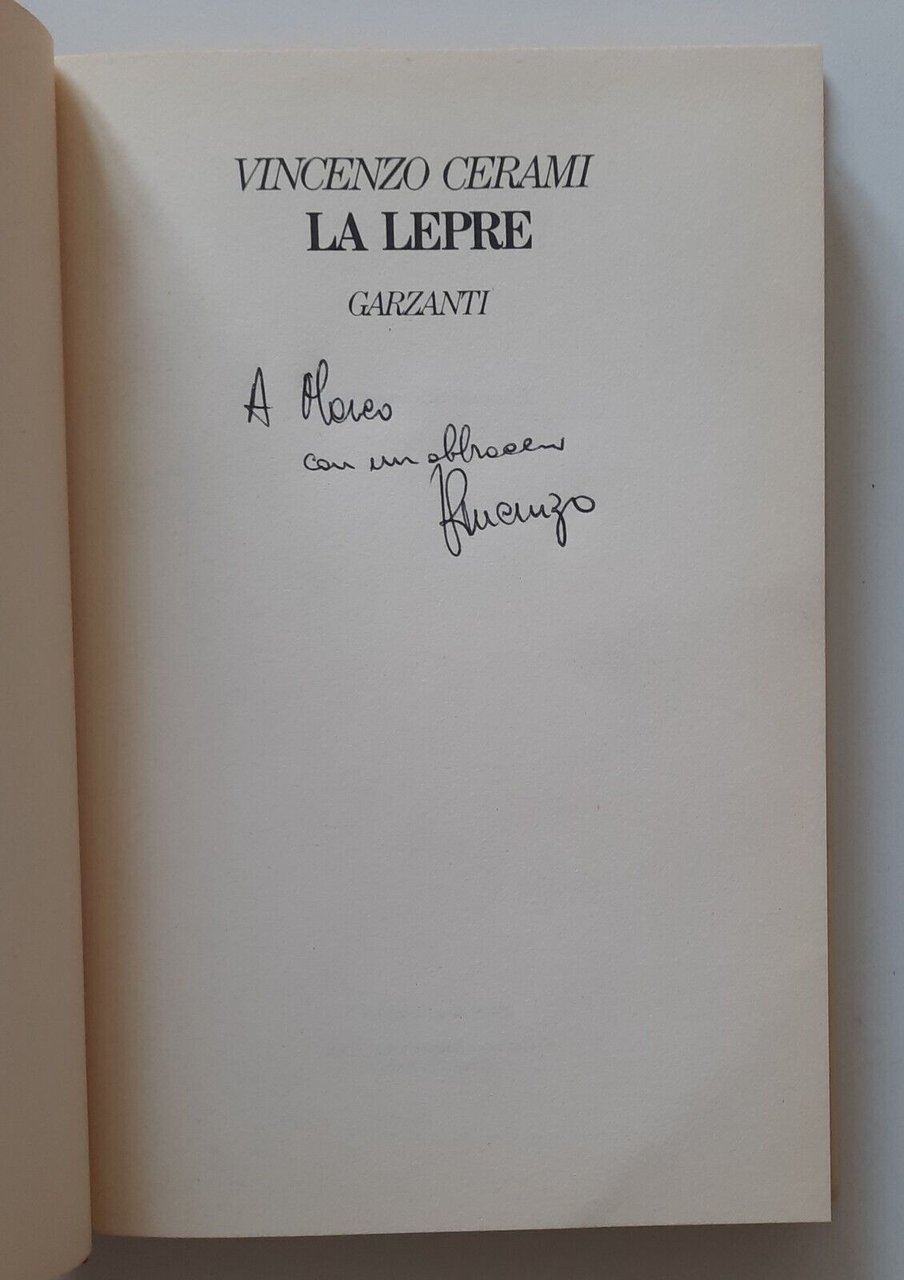 VINCENZO CERAMI
LA LEPRE
GARZANTI
A Marco
con un abbraccio
Vincenzo